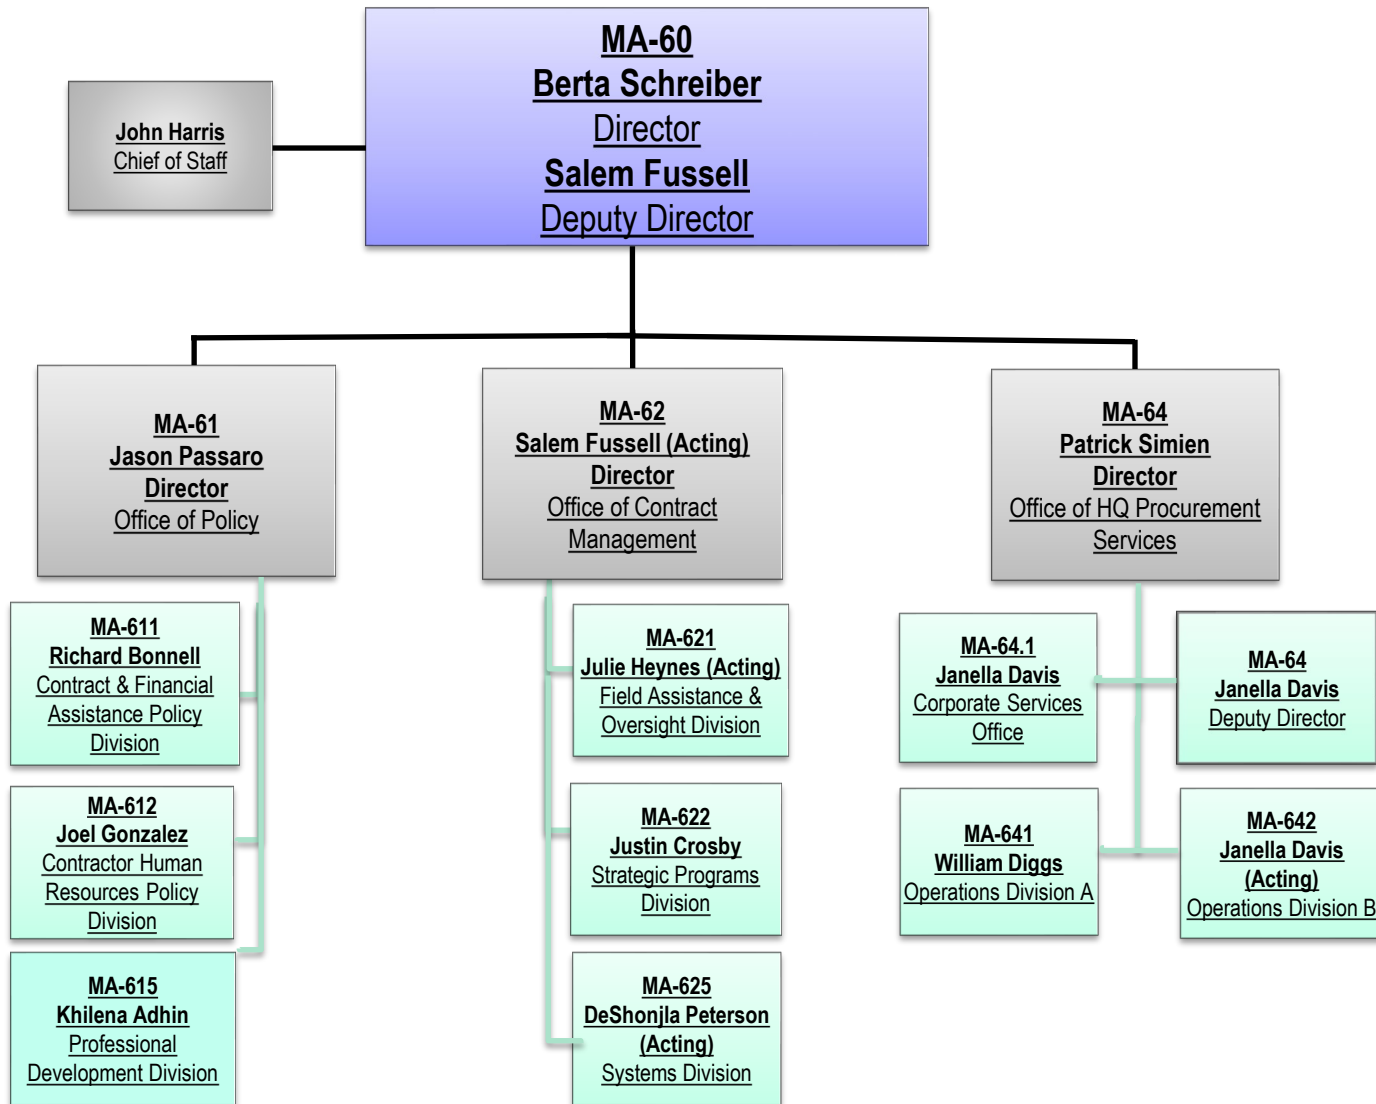 MA-60
Berta Schreiber
Director
Salem Fussell
Deputy Director
John Harris
Chief of Staff
MA-61
Jason Passaro
Director
Office of Policy
MA-62
Salem Fussell (Acting)
Director
Office of Contract
Management
MA-64
Patrick Simien
Director
Office of HQ Procurement
Services
MA-611
Richard Bonnell
Contract & Financial
Assistance Policy
Division
MA-612
Joel Gonzalez
Contractor Human
Resources Policy
Division
MA-615
Khilena Adhin
Professional
Development Division
MA-621
Julie Heynes (Acting)
Field Assistance &
Oversight Division
MA-622
Justin Crosby
Strategic Programs
Division
MA-625
DeShonjla Peterson
(Acting)
Systems Division
MA-64.1
Janella Davis
Corporate Services
Office
MA-64
Janella Davis
Deputy Director
MA-641
William Diggs
Operations Division A
MA-642
Janella Davis
(Acting)
Operations Division B